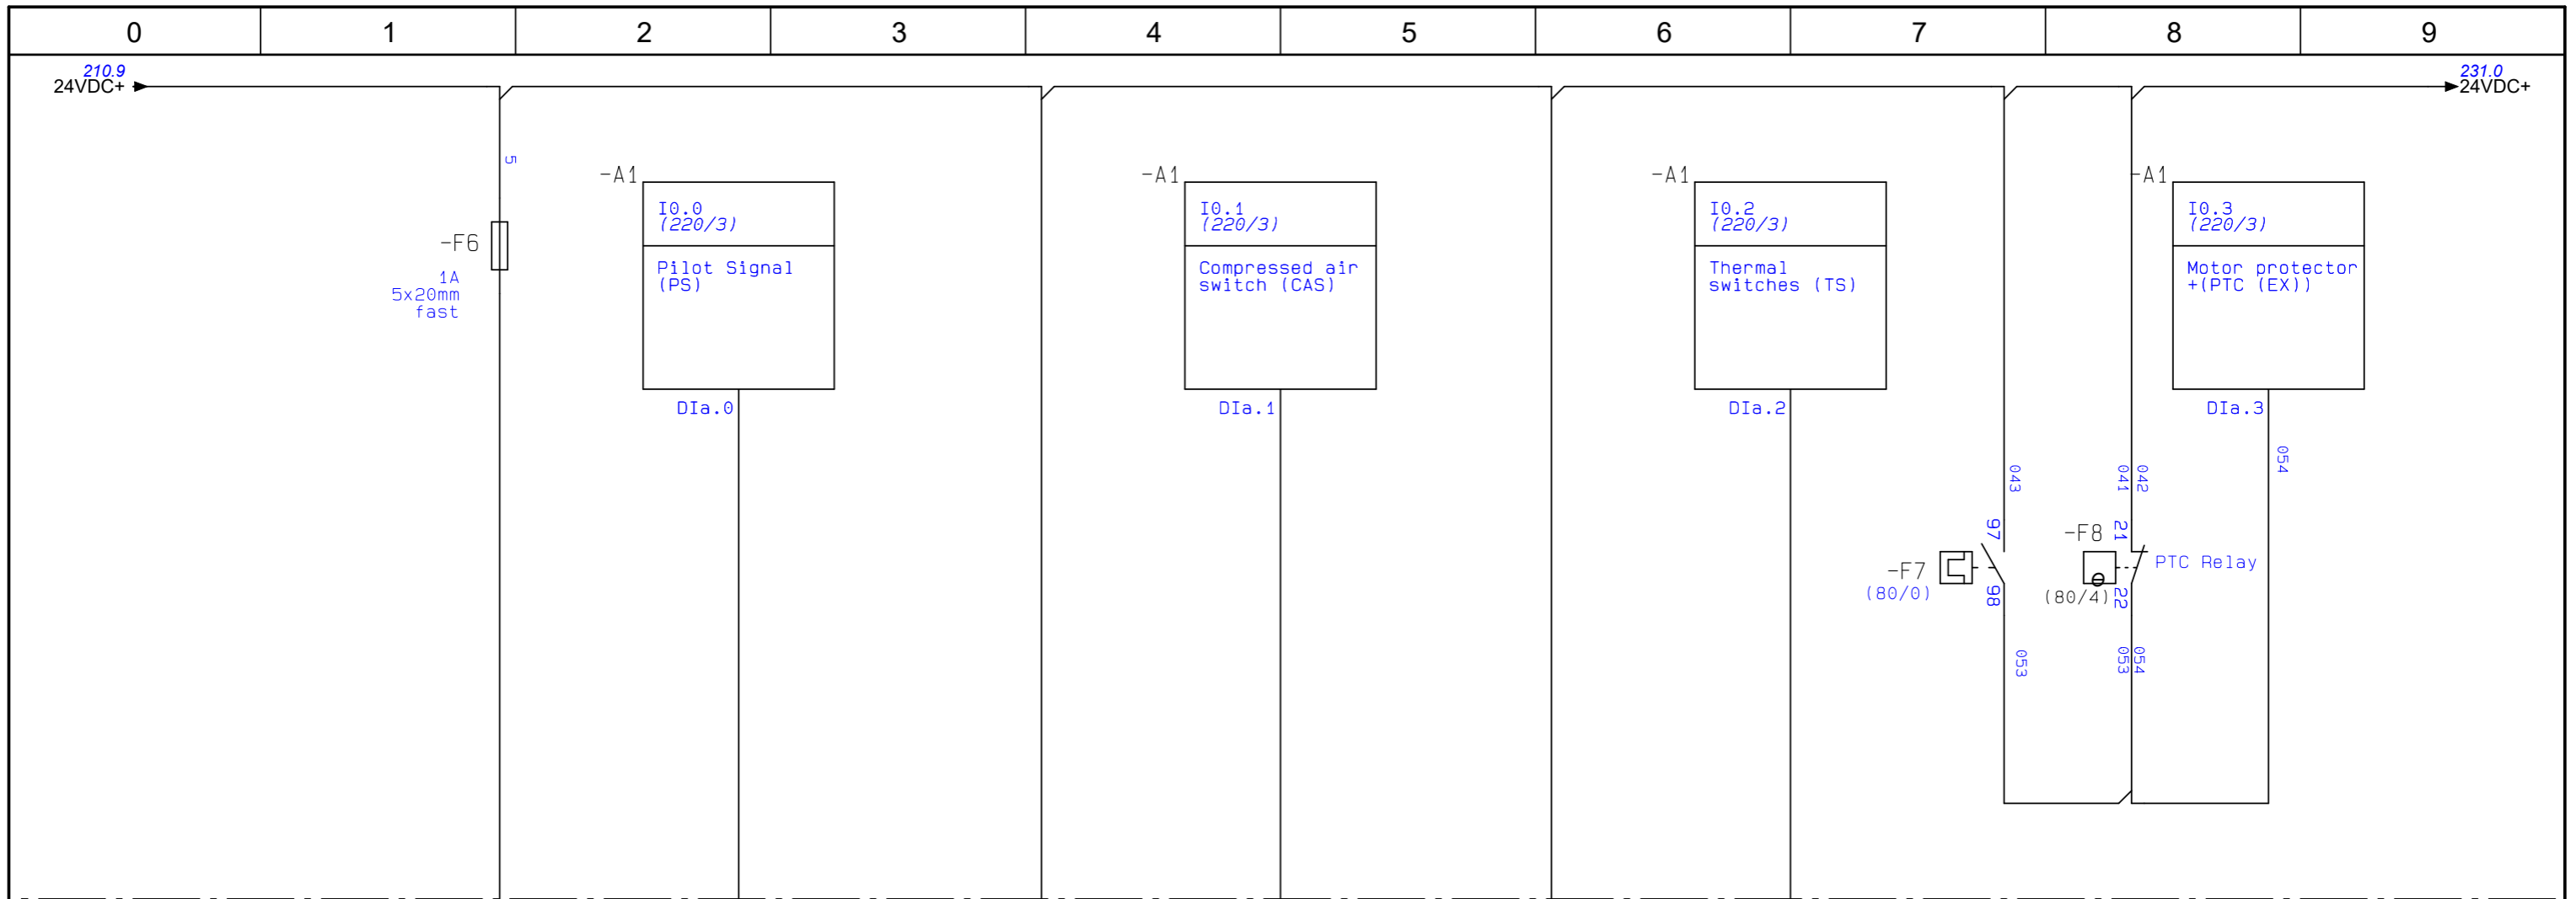 0 1 2 3 4 5 6 7 8 9
210.9
24VDC+
231.0
24VDC+
5
-F6
1A
5x20mm
fast
-A1
I0.0
(220/3)
Pilot Signal
(PS)
DIa.0
-A1
I0.1
(220/3)
Compressed air
switch (CAS)
DIa.1
-A1
I0.2
(220/3)
Thermal
switches (TS)
DIa.2
-A1
I0.3
(220/3)
Motor protector
+(PTC (EX))
DIa.3
054
043
041
042
97
-F7
(80/0)
98
053
-F8
21
PTC Relay
(80/4)
22
053
054